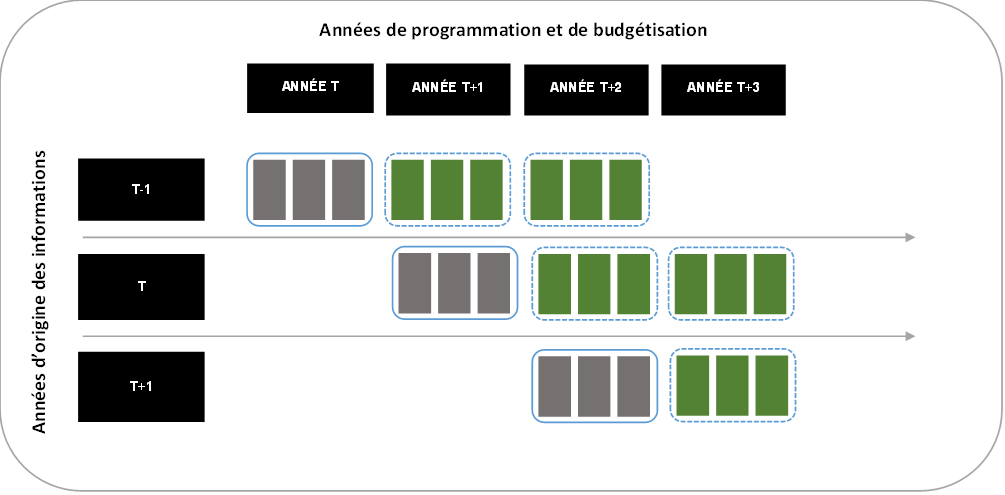 Années de programmation et de budgétisation
ANNÉE T
ANNÉE T+1
ANNÉE T+2
ANNÉE T+3
Années d'origine des informations
T-1
T
T+1